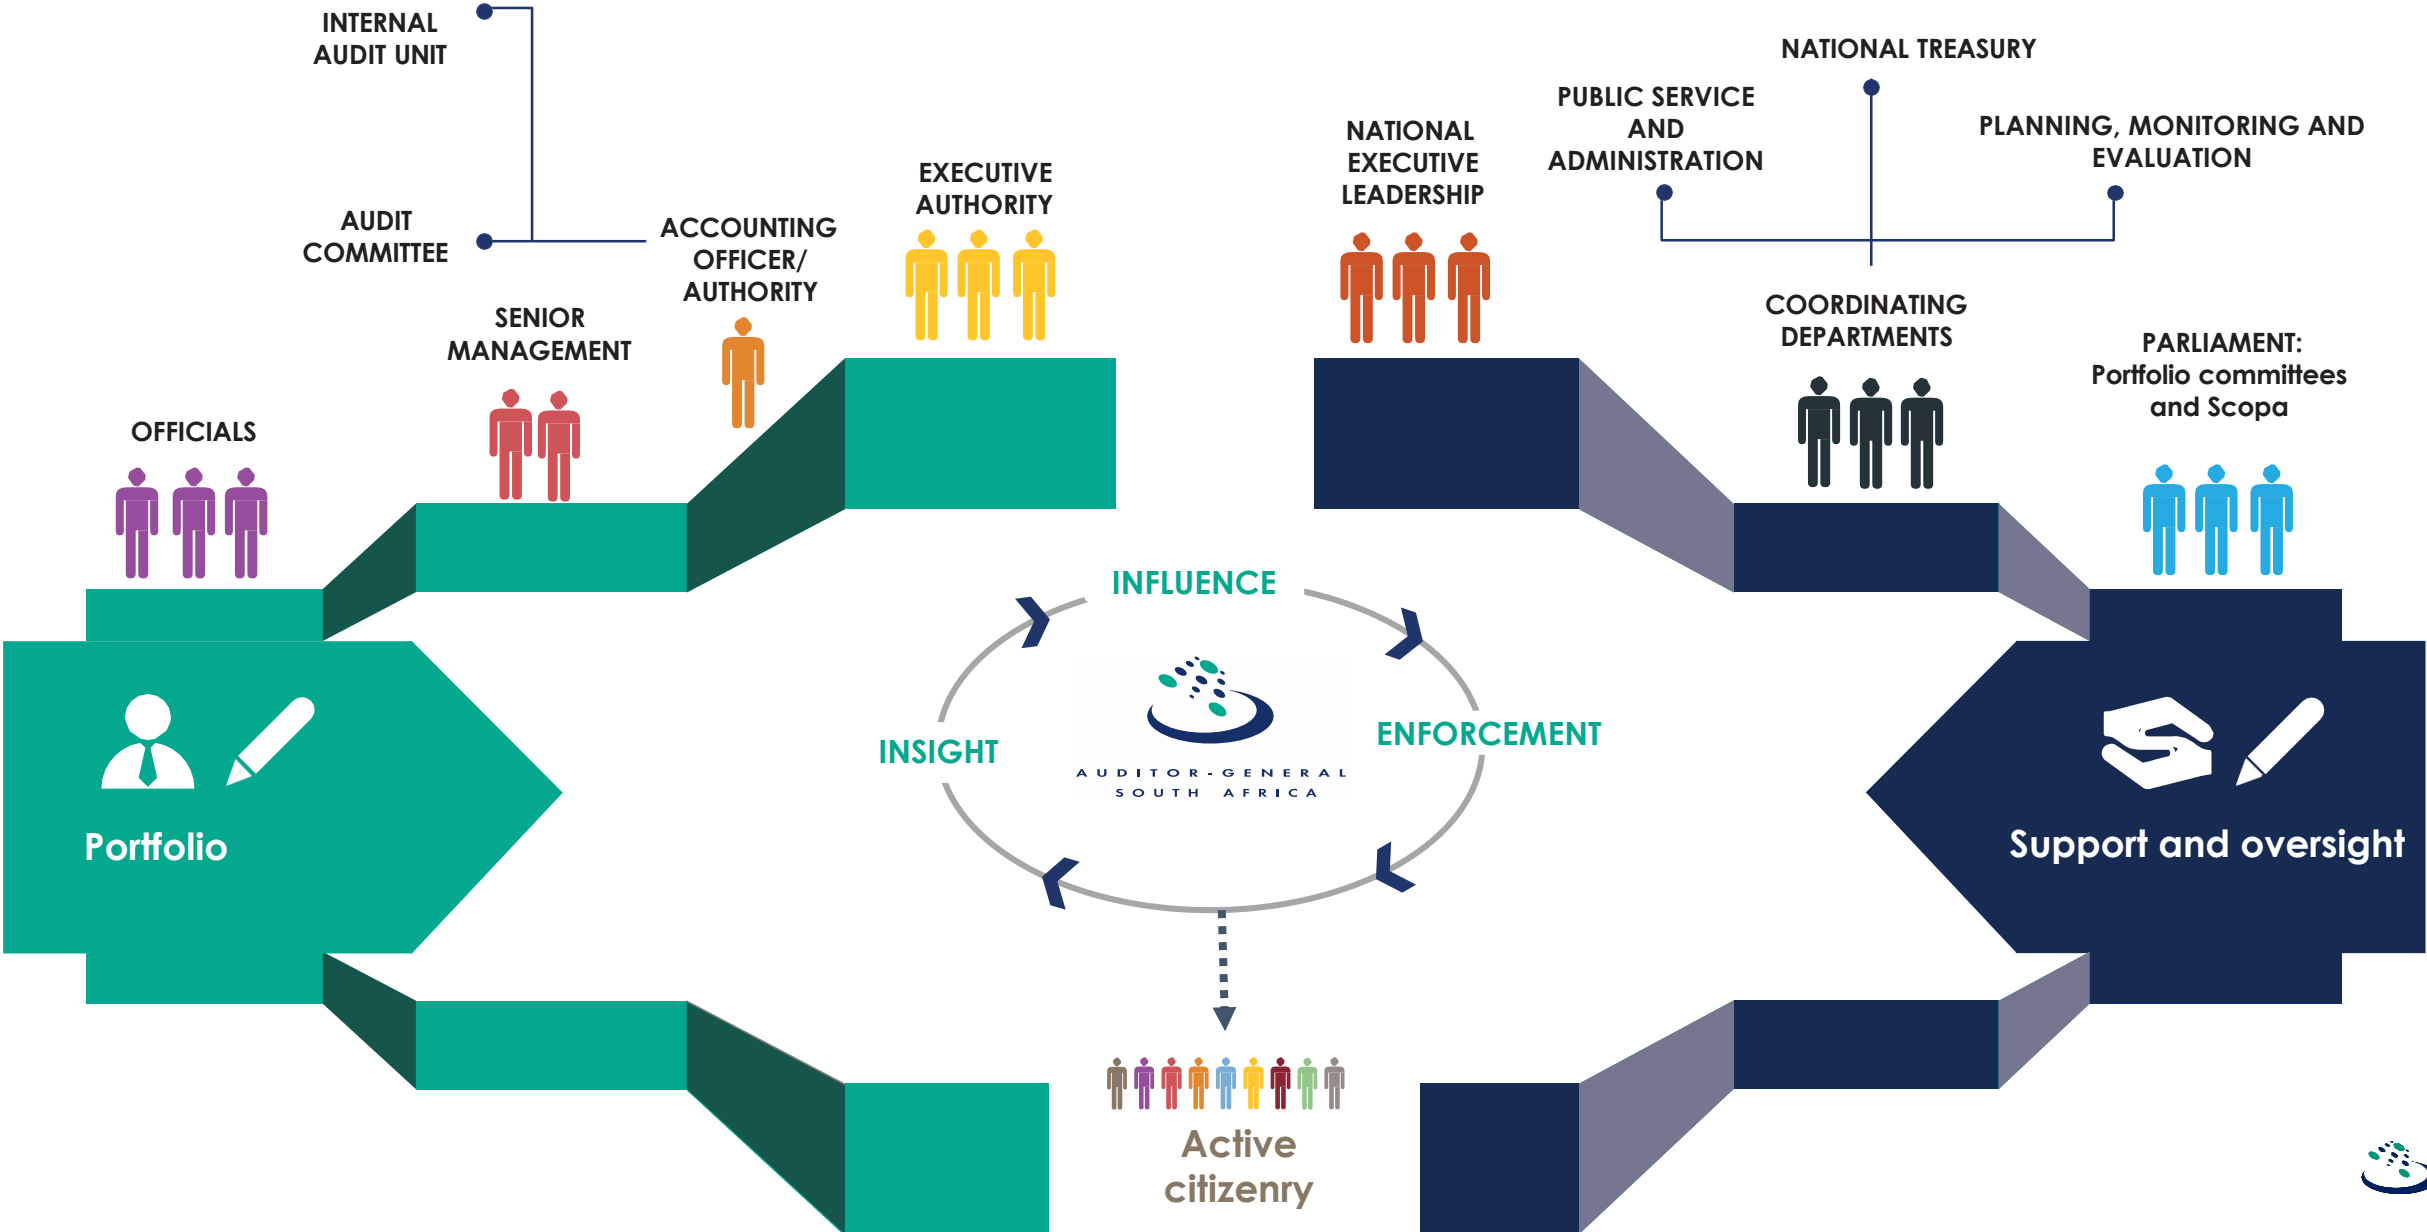 INTERNAL
AUDIT UNIT
AUDIT
COMMITTEE
OFFICIALS
SENIOR
MANAGEMENT
ACCOUNTING
OFFICER/
AUTHORITY
EXECUTIVE
AUTHORITY
NATIONAL
EXECUTIVE
LEADERSHIP
PUBLIC SERVICE
AND
ADMINISTRATION
NATIONAL TREASURY
PLANNING, MONITORING AND
EVALUATION
COORDINATING
DEPARTMENTS
PARLIAMENT:
Portfolio committees
and Scopa
INFLUENCE
INSIGHT
ENFORCEMENT
AUDITOR-GENERAL
SOUTH AFRICA
Portfolio
Support and oversight
Active
citizenry